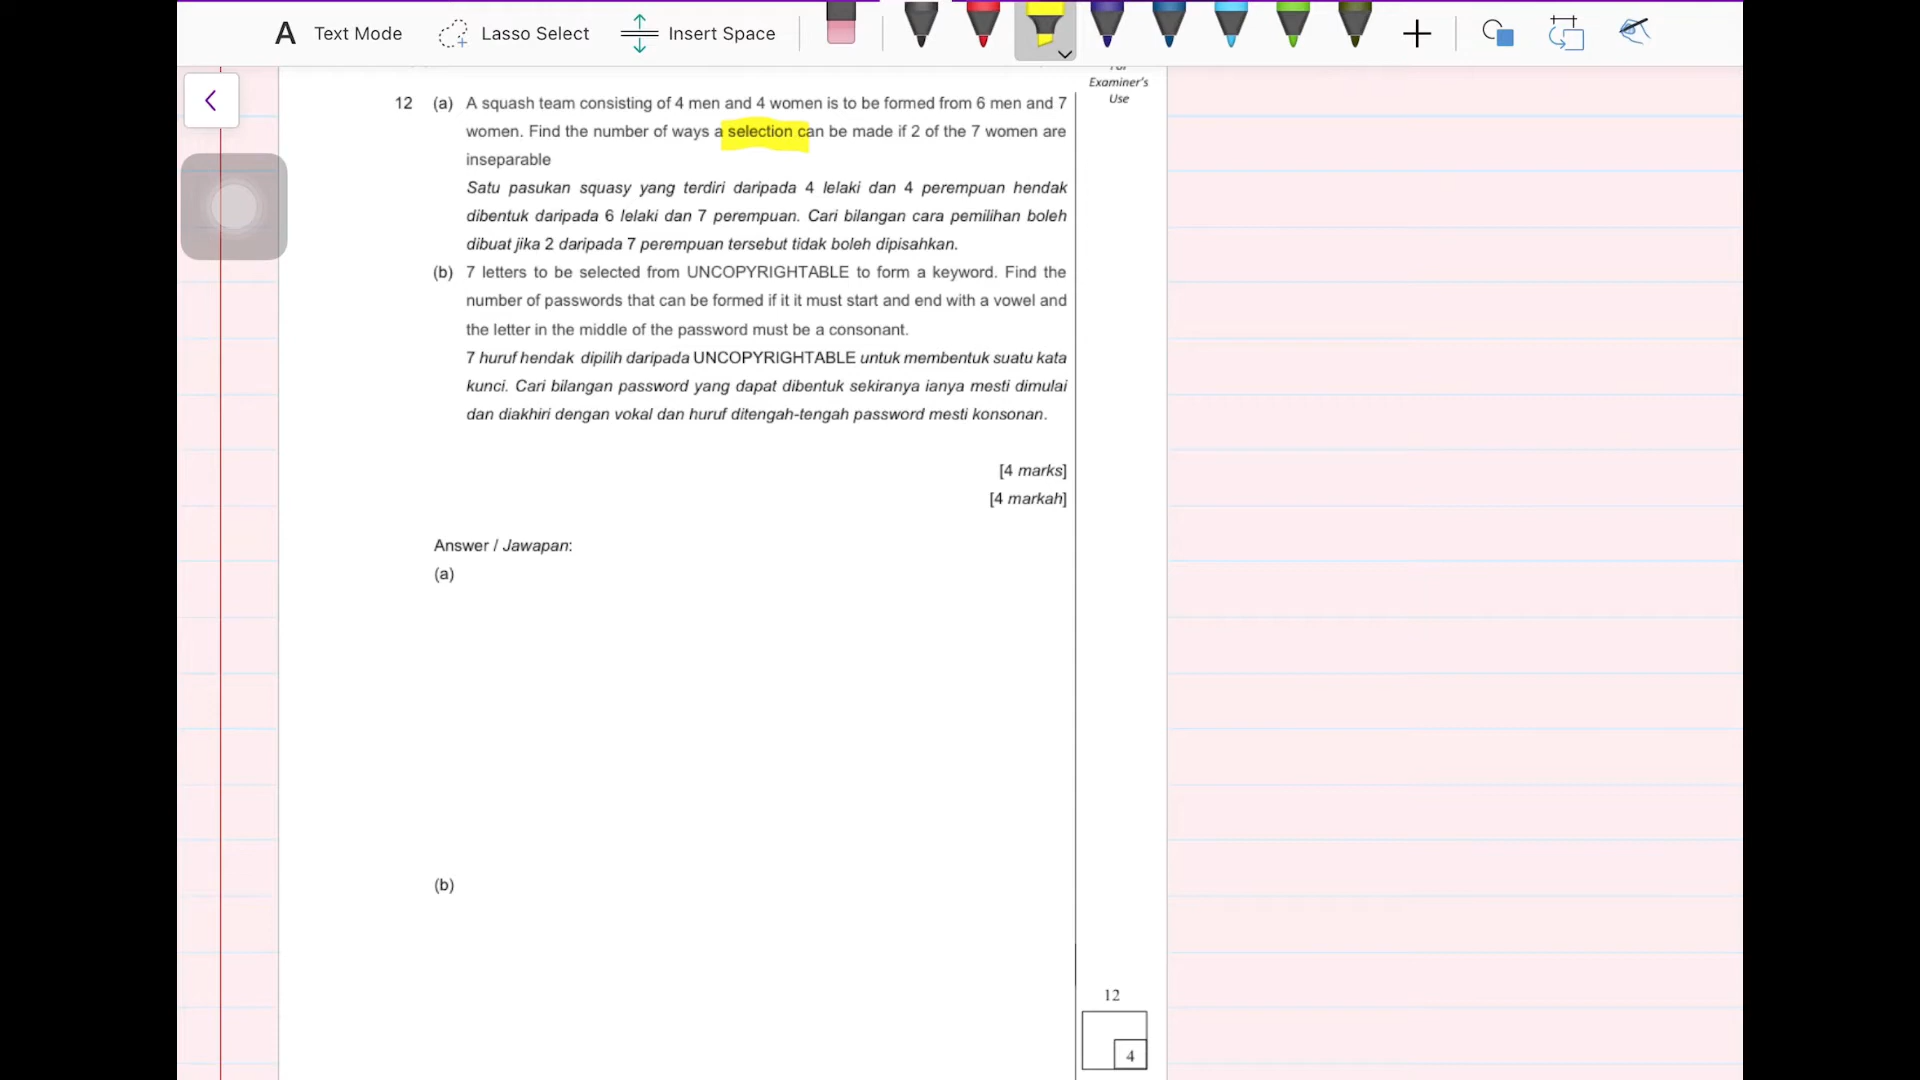 A Text Mode Lasso Select Insert Space
Examiner's
Use
12 (a) A squash team consisting of 4 men and 4 women is to be formed from 6 men and 7
women. Find the number of ways a selection can be made if 2 of the 7 women are
inseparable
Satu pasukan squasy yang terdiri daripada 4 lelaki dan 4 perempuan hendak
dibentuk daripada 6 lelaki dan 7 perempuan. Cari bilangan cara pemilihan boleh
dibuat jika 2 daripada 7 perempuan tersebut tidak boleh dipisahkan.
(b) 7 letters to be selected from UNCOPYRIGHTABLE to form a keyword. Find the
number of passwords that can be formed if it it must start and end with a vowel and
the letter in the middle of the password must be a consonant.
7 huruf hendak dipilih daripada UNCOPYRIGHTABLE untuk membentuk suatu kata
kunci. Cari bilangan password yang dapat dibentuk sekiranya ianya mesti dimulai
dan diakhiri dengan vokal dan huruf ditengah-tengah password mesti konsonan.
[4 marks]
[4 markah]
Answer / Jawapan:
(a)
(b)
12
4